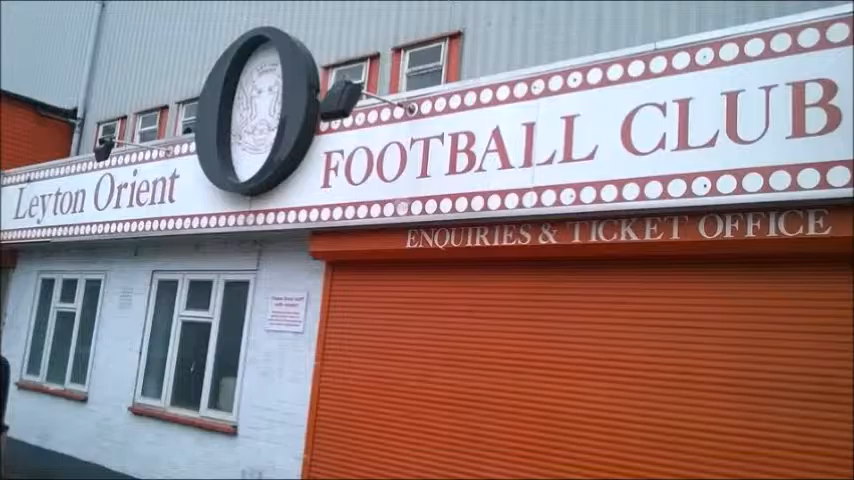 Leyton Orient O FOOTBALL CLUB
ENQUIRIES & TICKET OFFICE